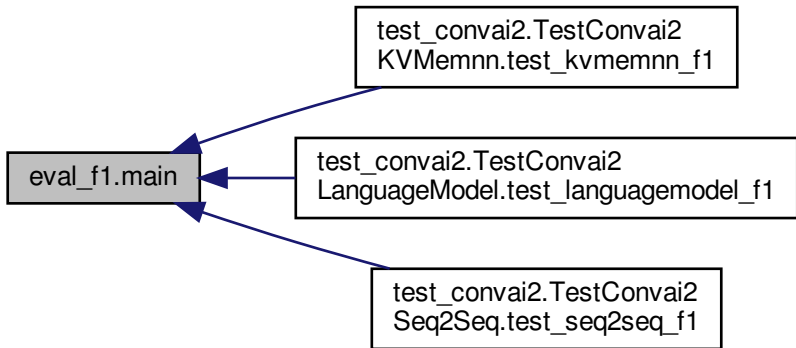 test_convai2.TestConvai2
KVMemnn.test_kvmemnn_f1
eval_f1.main
test_convai2.TestConvai2
LanguageModel.test_languagemodel_f1
test_convai2.TestConvai2
Seq2Seq.test_seq2seq_f1